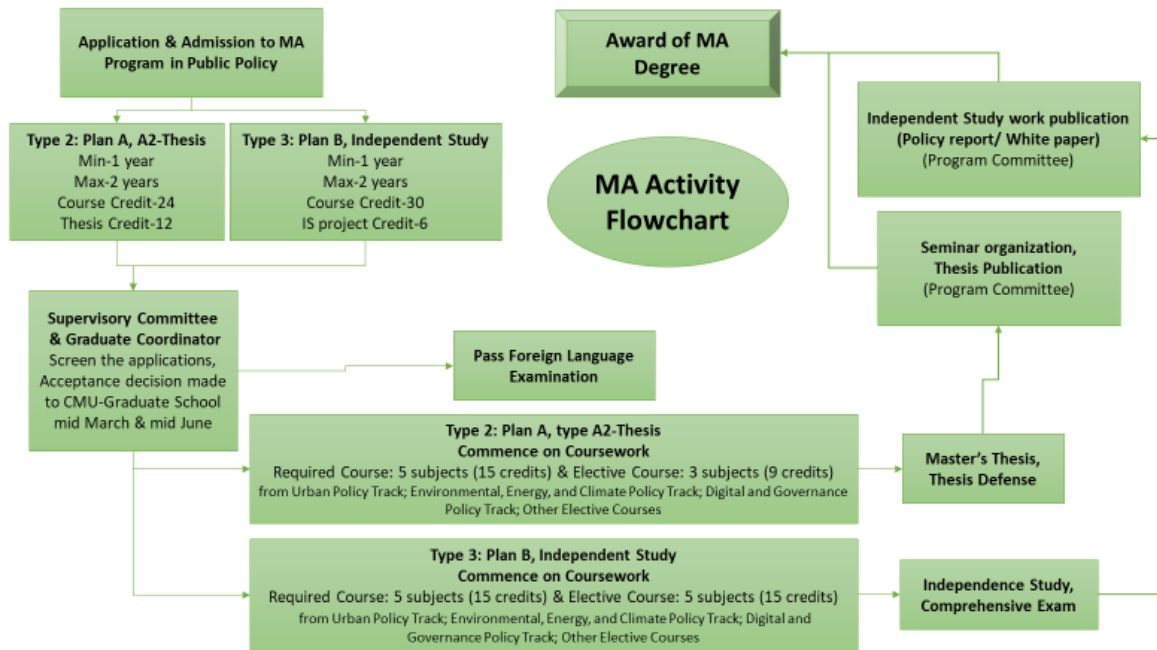 Application & Admission to MA
Program in Public Policy
Type 2: Plan A, A2-Thesis
Min-1 year
Max-2 years
Course Credit-24
Thesis Credit-12
Type 3: Plan B, Independent Study
Min-1 year
Max-2 years
Course Credit-30
IS project Credit-6
Supervisory Committee
& Graduate Coordinator
Screen the applications,
Acceptance decision made
to CMU-Graduate School
mid March & mid June
Pass Foreign Language
Examination
Type 2: Plan A, type A2-Thesis
Commence on Coursework
Required Course: 5 subjects (15 credits) & Elective Course: 3 subjects (9 credits)
from Urban Policy Track; Environmental, Energy, and Climate Policy Track; Digital and Governance
Policy Track; Other Elective Courses
Type 3: Plan B, Independent Study
Commence on Coursework
Required Course: 5 subjects (15 credits) & Elective Course: 5 subjects (15 credits)
from Urban Policy Track; Environmental, Energy, and Climate Policy Track; Digital and
Governance Policy Track; Other Elective Courses
Master's Thesis,
Thesis Defense
Independence Study,
Comprehensive Exam
Seminar organization,
Thesis Publication
(Program Committee)
Independent Study work publication
(Policy report/ White paper)
(Program Committee)
Award of MA
Degree
MA Activity
Flowchart